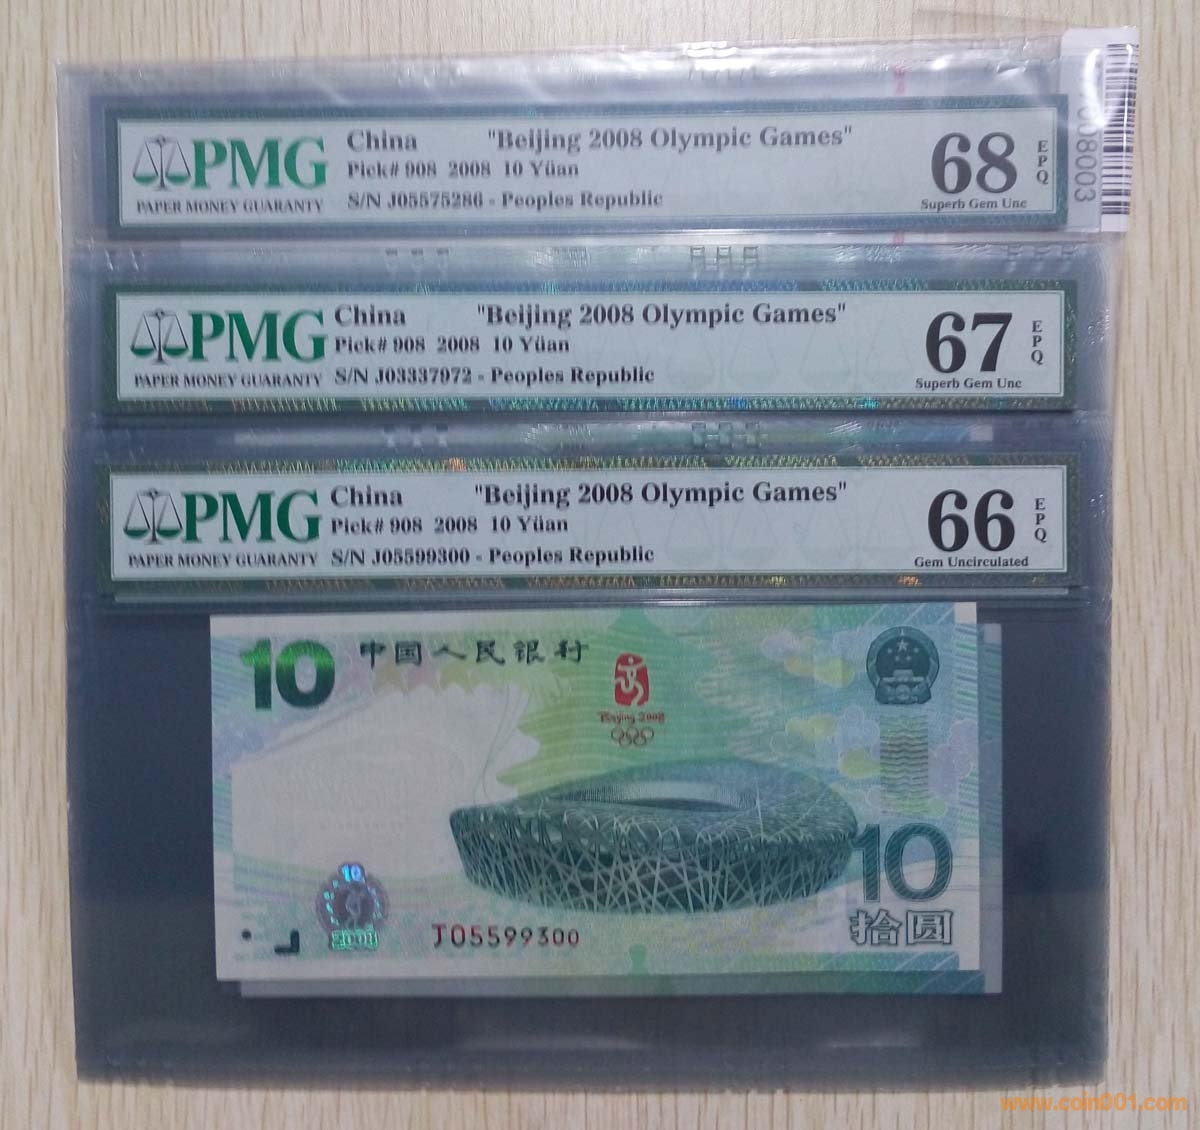 PMG
PAPER MONEY GUARANTY
China "Beijing 2008 Olympic Games"
Pick# 908 2008 10 Yüan
S/N J05575286 - Peoples Republic
68
EPQ
Superb Gem Unc
008003
PMG
PAPER MONEY GUARANTY
China "Beijing 2008 Olympic Games"
Pick# 908 2008 10 Yüan
S/N J03337972 - Peoples Republic
67
EPQ
Superb Gem Unc
PMG
PAPER MONEY GUARANTY
China "Beijing 2008 Olympic Games"
Pick# 908 2008 10 Yüan
S/N J05599300 - Peoples Republic
66
EPQ
Gem Uncirculated
10 中国人民银行
Beijing 2008
10
拾圆
10
2008
J05599300
www.coin001.com